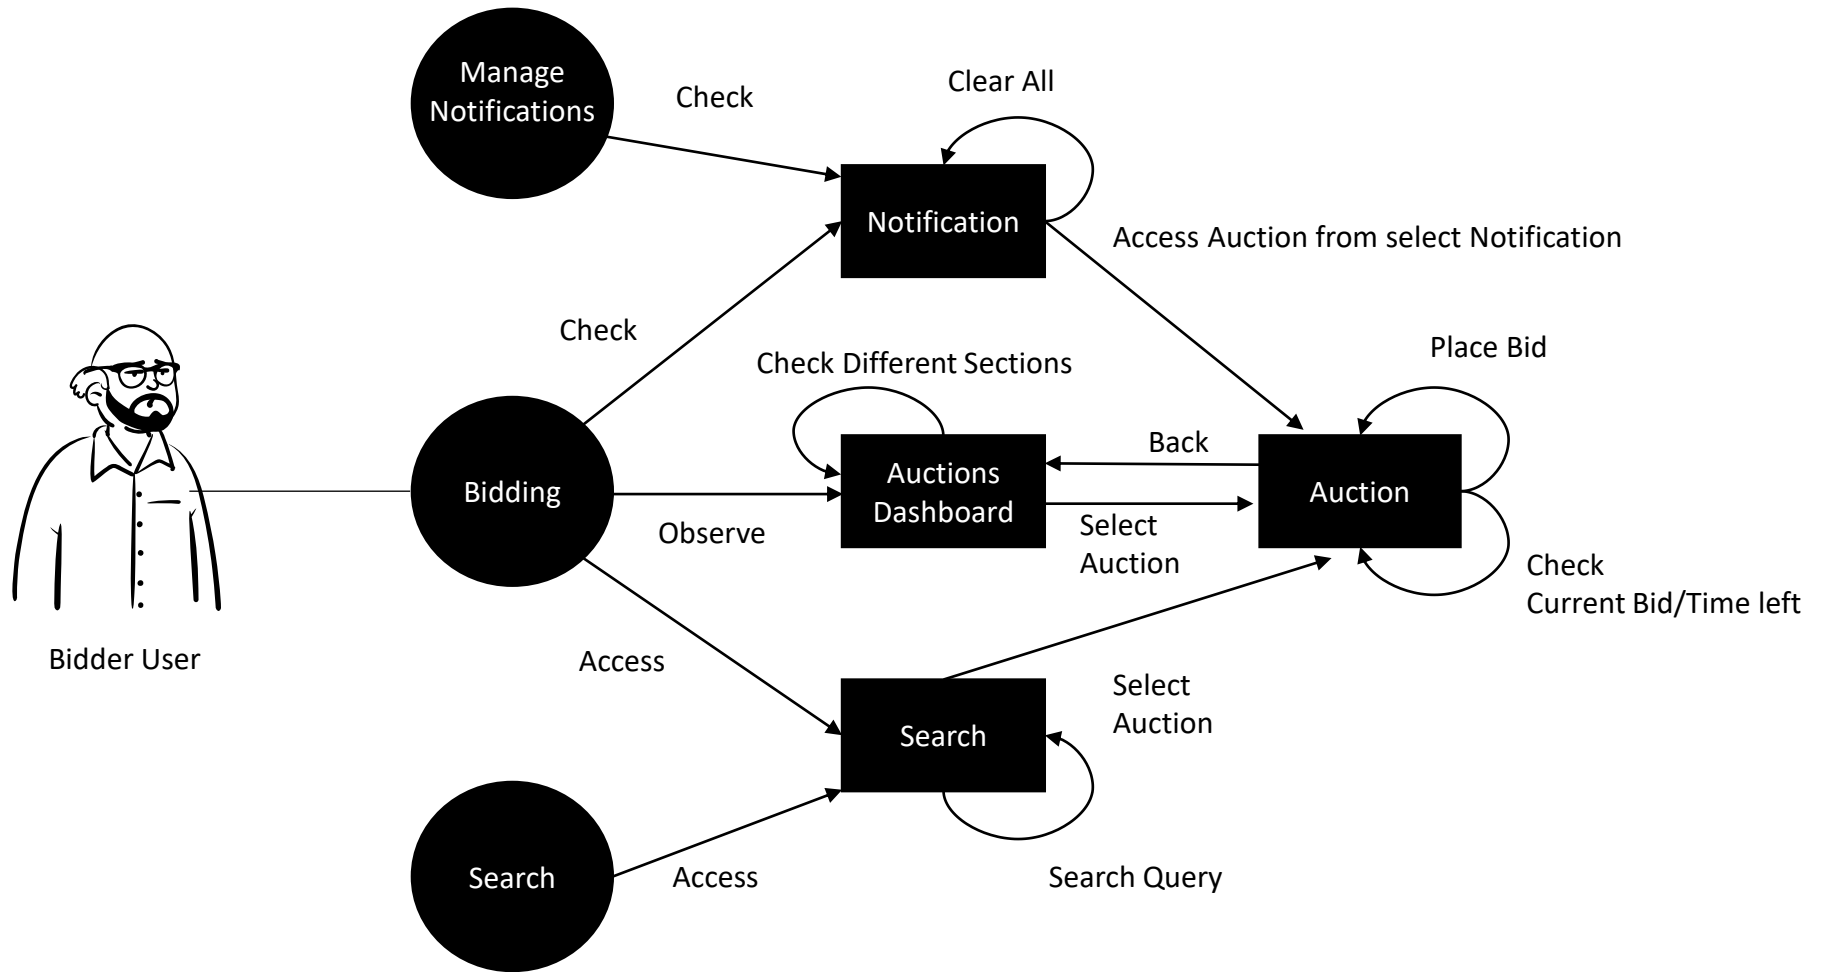 Manage
Notifications
Check
Clear All
Notification
Access Auction from select Notification
Check
Check Different Sections
Place Bid
Bidding
Observe
Auctions
Dashboard
Back
Select
Auction
Auction
Check
Current Bid/Time left
Bidder User
Access
Search
Select
Auction
Search
Access
Search Query